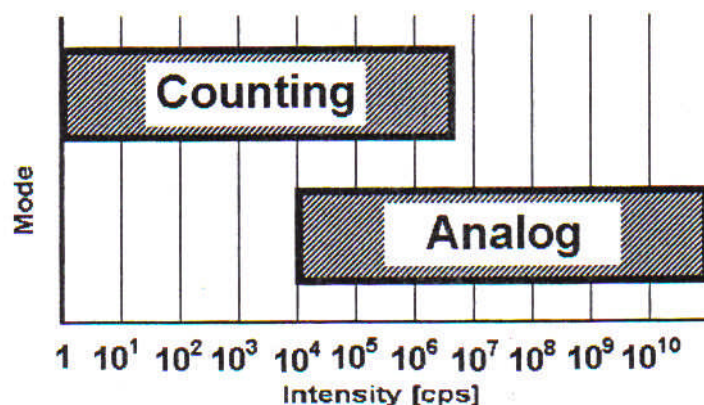 Counting
Analog
Mode
1 10¹ 10² 10³ 10⁴ 10⁵ 10⁶ 10⁷ 10⁸ 10⁹ 10¹⁰
Intensity [cps]